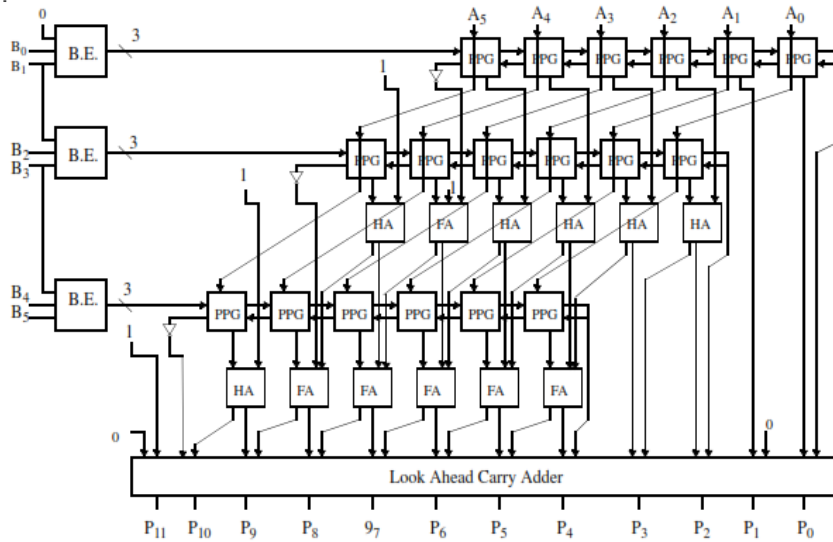 0
A5 A4 A3 A2 A1 A0
3
B0
B.E.
PPG PPG PPG PPG PPG PPG
B1
1
3
B2
B.E.
PPG PPG PPG PPG PPG PPG
B3
1 1
HA FA HA HA HA HA
B4
3
B.E.
PPG PPG PPG PPG PPG PPG
B5
1
HA FA FA FA FA FA
0 0
Look Ahead Carry Adder
P11 P10 P9 P8 97 P6 P5 P4 P3 P2 P1 P0